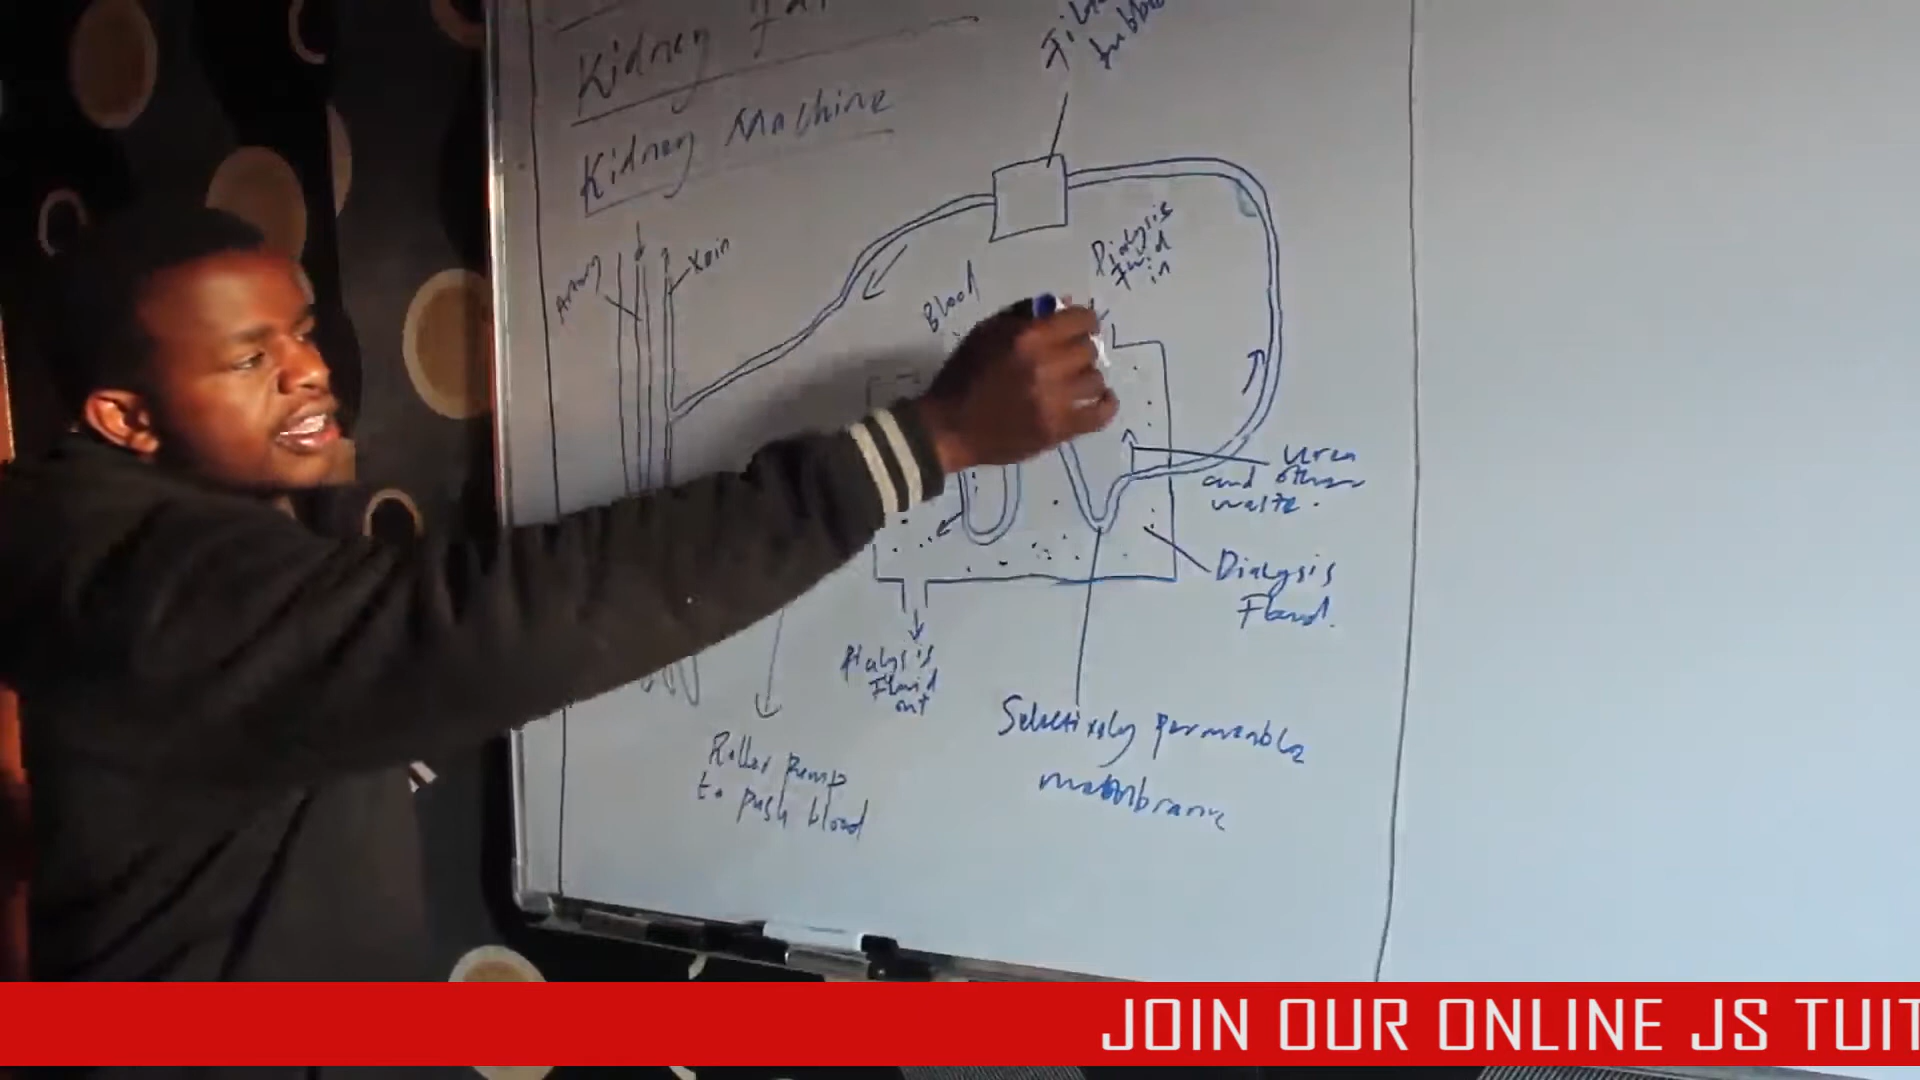 Kidney
Kidney Machine
Artery
Vein
Blood
Dialysis
Fluid
in
Urea
and other
waste.
Dialysis
Fluid.
Dialysis
Fluid
out
Selectively permeable
membrane
Roller pump
to push blood
JOIN OUR ONLINE JS TUIT